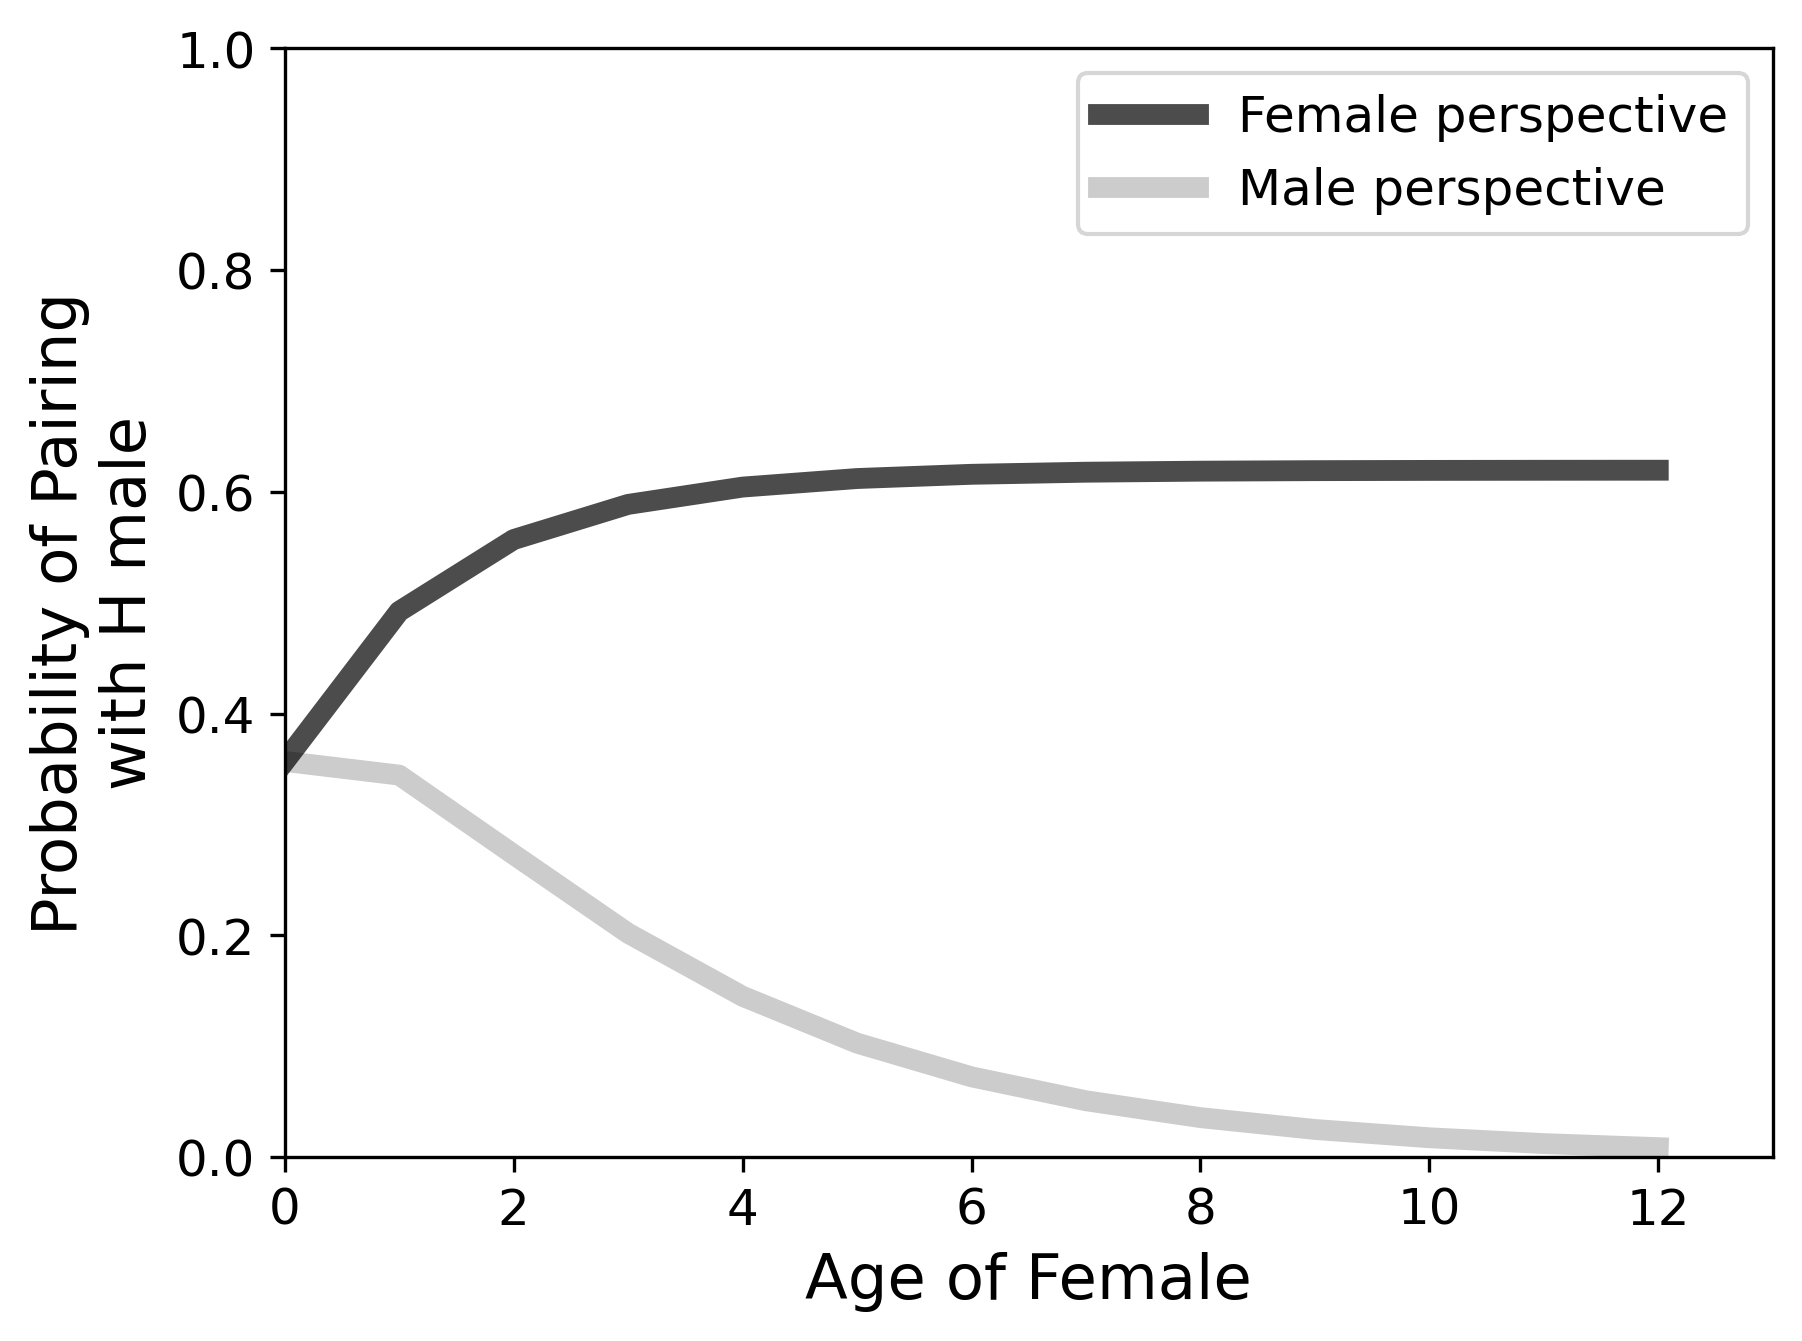 Probability of Pairing
with H male
1.0
0.8
0.6
0.4
0.2
0.0
Female perspective
Male perspective
0 2 4 6 8 10 12
Age of Female